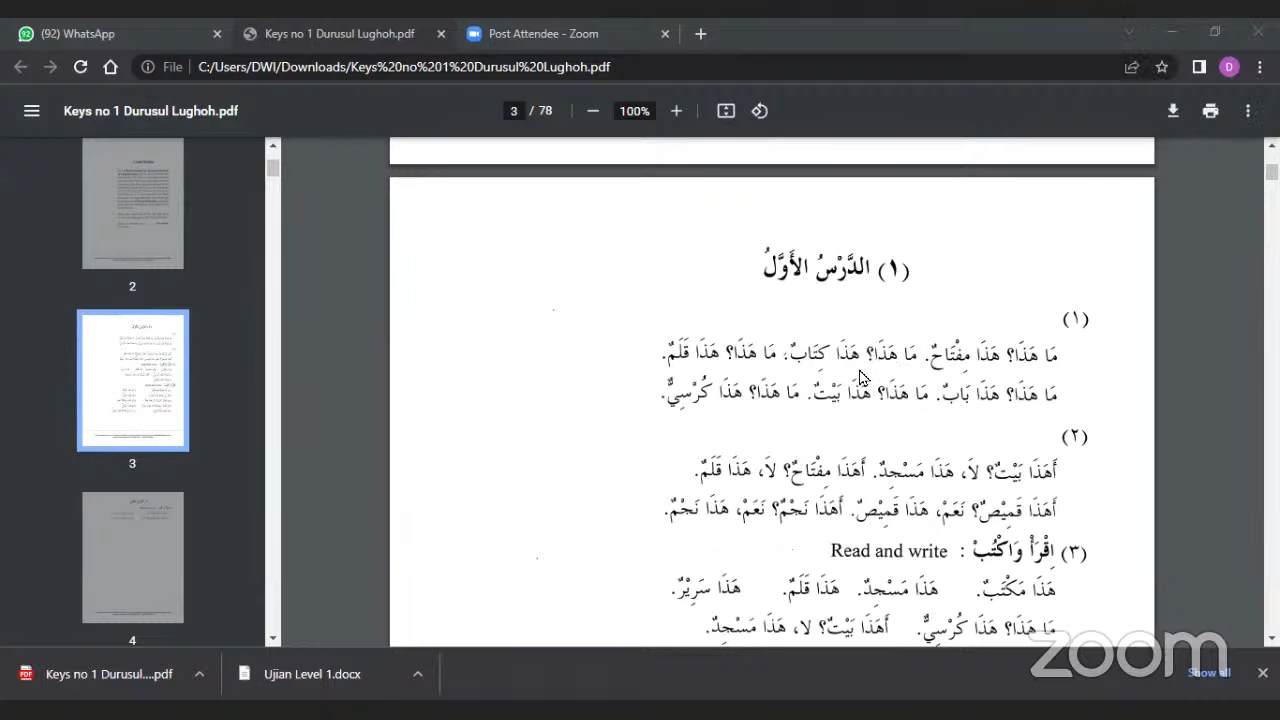 (92) WhatsApp
Keys no 1 Durusul Lughoh.pdf
Post Attendee - Zoom
File
C:/Users/DWI/Downloads/Keys%20no%201%20Durusul%20Lughoh.pdf
D
Keys no 1 Durusul Lughoh.pdf
3 / 78
100%
2
3
4
(١) الدَّرْسُ الأَوَّلُ
(١)
مَا هَذَا؟ هَذَا مِفْتَاحٌ. مَا هَذَا؟ هَذَا كِتَابٌ. مَا هَذَا؟ هَذَا قَلَمٌ.
مَا هَذَا؟ هَذَا بَابٌ. مَا هَذَا؟ هَذَا بَيْتٌ. مَا هَذَا؟ هَذَا كُرْسِيٌّ.
(٢)
أَهَذَا بَيْتٌ؟ لاَ، هَذَا مَسْجِدٌ. أَهَذَا مِفْتَاحٌ؟ لاَ، هَذَا قَلَمٌ.
أَهَذَا قَمِيْصٌ؟ نَعَمْ، هَذَا قَمِيْصٌ. أَهَذَا نَجْمٌ؟ نَعَمْ، هَذَا نَجْمٌ.
(٣) اِقْرَأْ وَاكْتُبْ : Read and write
هَذَا مَكْتَبٌ. هَذَا مَسْجِدٌ. هَذَا قَلَمٌ. هَذَا سَرِيْرٌ.
مَا هَذَا؟ هَذَا كُرْسِيٌّ. أَهَذَا بَيْتٌ؟ لا، هَذَا مَسْجِدٌ.
zoom
Keys no 1 Durusul....pdf
Ujian Level 1.docx
Show all